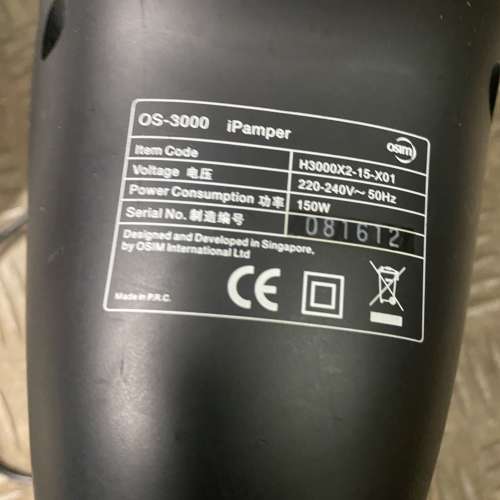 OS-3000 iPamper
osim
Item Code H3000X2-15-X01
Voltage 电压 220-240V~ 50Hz
Power Consumption 功率 150W
Serial No. 制造编号 081612
Designed and Developed in Singapore,
by OSIM International Ltd
CE
Made in P.R.C.